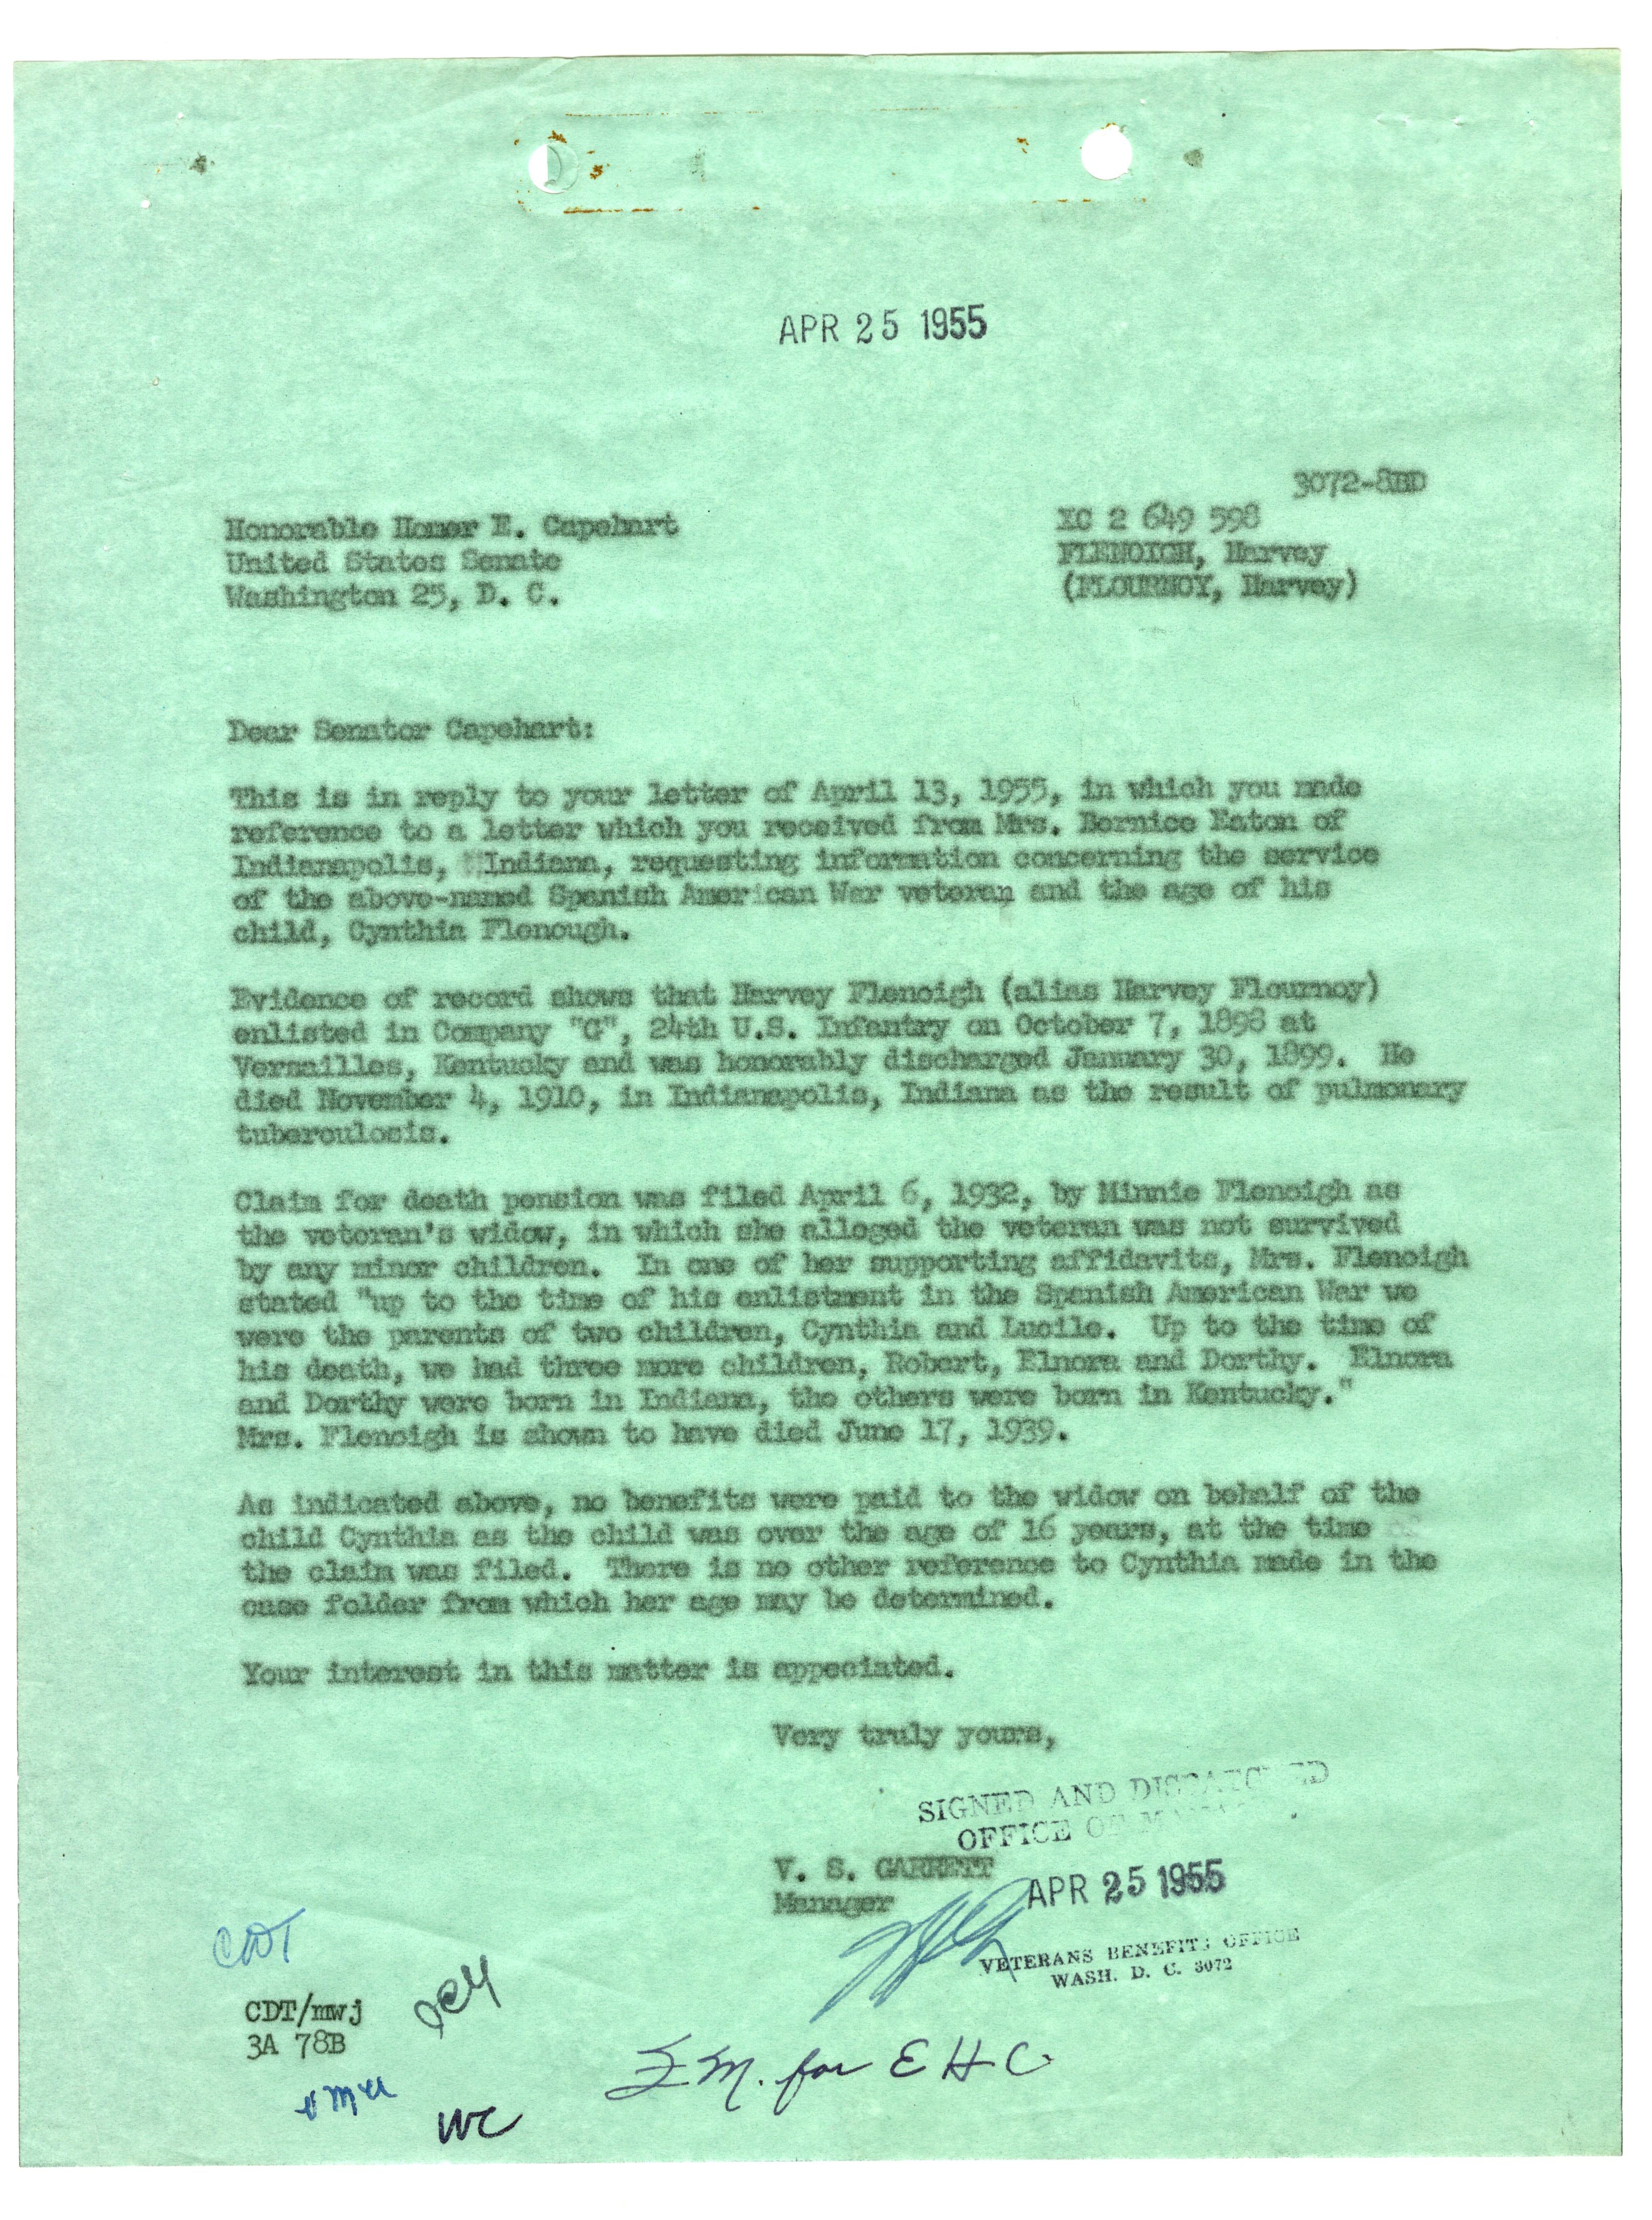 APR 25 1955
3072-8BD
Honorable Homer E. Capehart
United States Senate
Washington 25, D. C.
XC 2 649 598
FLENOIGH, Harvey
(FLOURNOY, Harvey)
Dear Senator Capehart:
This is in reply to your letter of April 13, 1955, in which you made
reference to a letter which you received from Mrs. Bernice Eaton of
Indianapolis, Indiana, requesting information concerning the service
of the above-named Spanish American War veteran and the age of his
child, Cynthia Flenough.
Evidence of record shows that Harvey Flenoigh (alias Harvey Flournoy)
enlisted in Company "G", 24th U.S. Infantry on October 7, 1898 at
Versailles, Kentucky and was honorably discharged January 30, 1899. He
died November 4, 1910, in Indianapolis, Indiana as the result of pulmonary
tuberculosis.
Claim for death pension was filed April 6, 1932, by Minnie Flenoigh as
the veteran's widow, in which she alleged the veteran was not survived
by any minor children. In one of her supporting affidavits, Mrs. Flenoigh
stated "up to the time of his enlistment in the Spanish American War we
were the parents of two children, Cynthia and Lucile. Up to the time of
his death, we had three more children, Robert, Elnora and Dorthy. Elnora
and Dorthy were born in Indiana, the others were born in Kentucky."
Mrs. Flenoigh is shown to have died June 17, 1939.
As indicated above, no benefits were paid to the widow on behalf of the
child Cynthia as the child was over the age of 16 years, at the time
the claim was filed. There is no other reference to Cynthia made in the
case folder from which her age may be determined.
Your interest in this matter is appeciated.
Very truly yours,
SIGNED AND DISPATCHED
OFFICE OF
V. S. GARRETT
Manager
APR 25 1955
VETERANS BENEFITS OFFICE
WASH. D. C. 3072
CDT
CDT/mwj
3A 78B
M. for E H C
WC